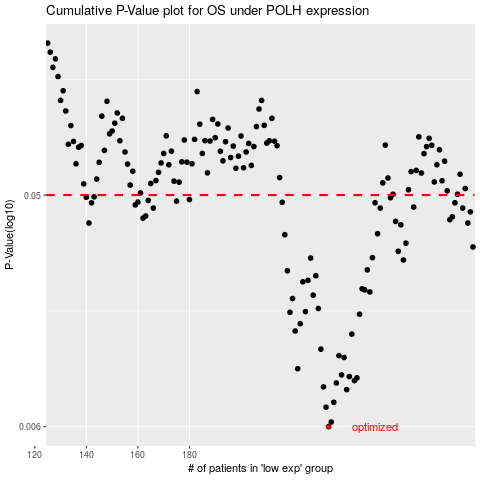 Cumulative P-Value plot for OS under POLH expression
P-Value(log10)
0.05
0.006
optimized
120 140 160 180
# of patients in 'low exp' group